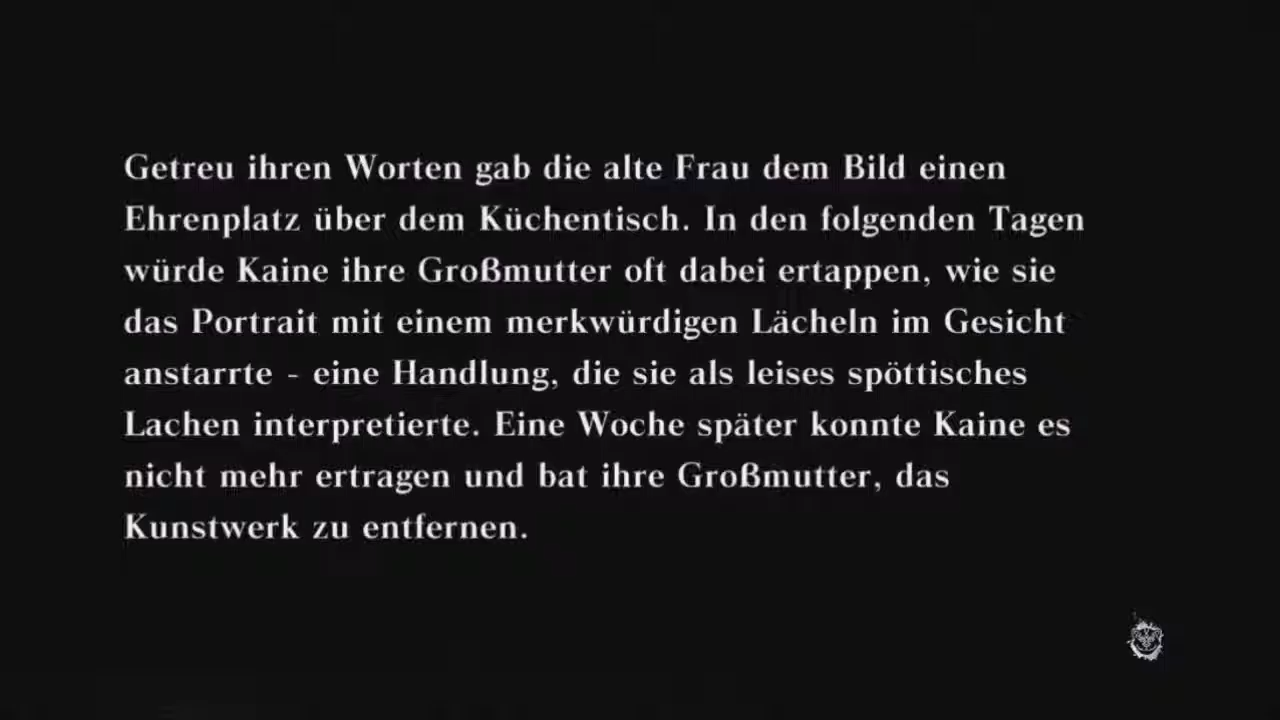 Getreu ihren Worten gab die alte Frau dem Bild einen
Ehrenplatz über dem Küchentisch. In den folgenden Tagen
würde Kaine ihre Großmutter oft dabei ertappen, wie sie
das Portrait mit einem merkwürdigen Lächeln im Gesicht
anstarrte - eine Handlung, die sie als leises spöttisches
Lachen interpretierte. Eine Woche später konnte Kaine es
nicht mehr ertragen und bat ihre Großmutter, das
Kunstwerk zu entfernen.